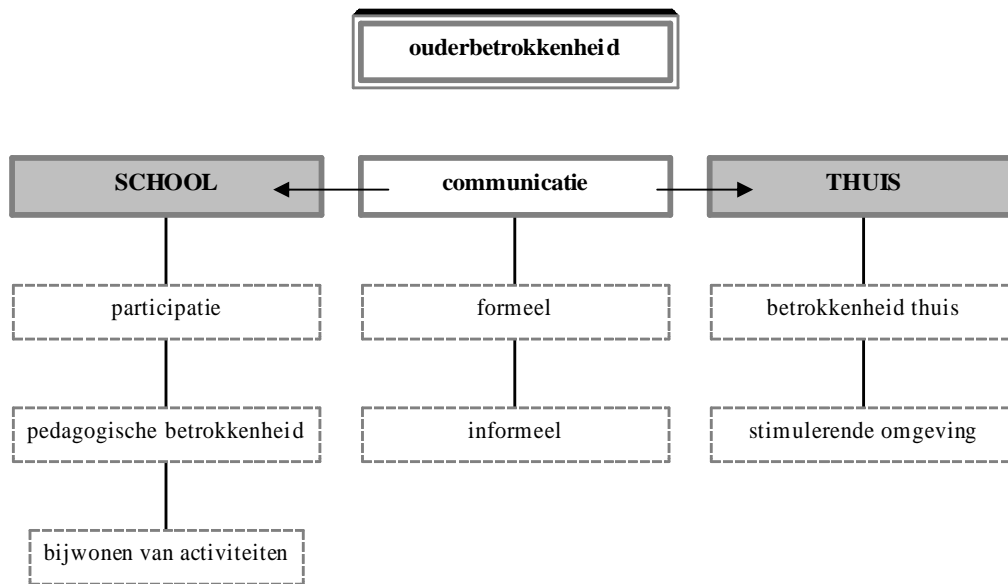 ouderbetrokkenheid
SCHOOL
communicatie
THUIS
participatie
formeel
betrokkenheid thuis
pedagogische betrokkenheid
informeel
stimulerende omgeving
bijwonen van activiteiten